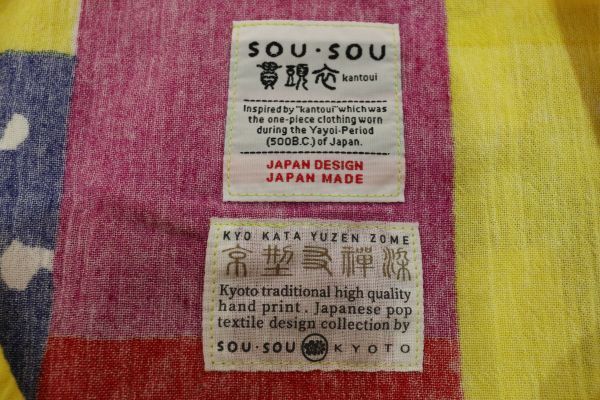 SOU・SOU
貫頭衣 kantoui
Inspired by "kantoui" which was
the one-piece clothing worn
during the Yayoi-Period
(500B.C.) of Japan.
JAPAN DESIGN
JAPAN MADE
KYO KATA YUZEN ZOME
京型友禅染
Kyoto traditional high quality
hand print. Japanese pop
textile design collection by
SOU・SOU KYOTO